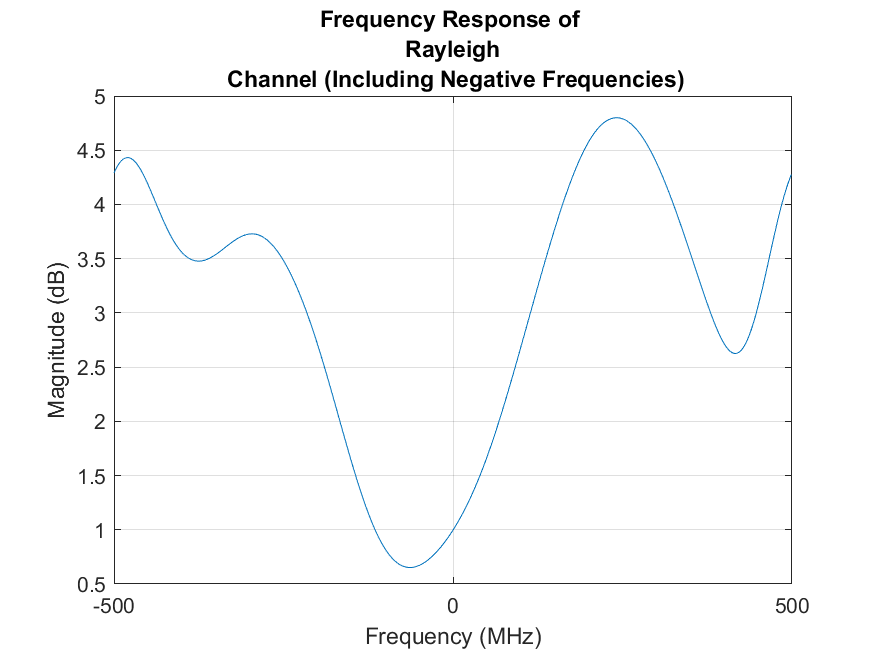 Frequency Response of
Rayleigh
Channel (Including Negative Frequencies)
5
4.5
4
3.5
3
2.5
2
1.5
1
0.5
Magnitude (dB)
-500
0
500
Frequency (MHz)